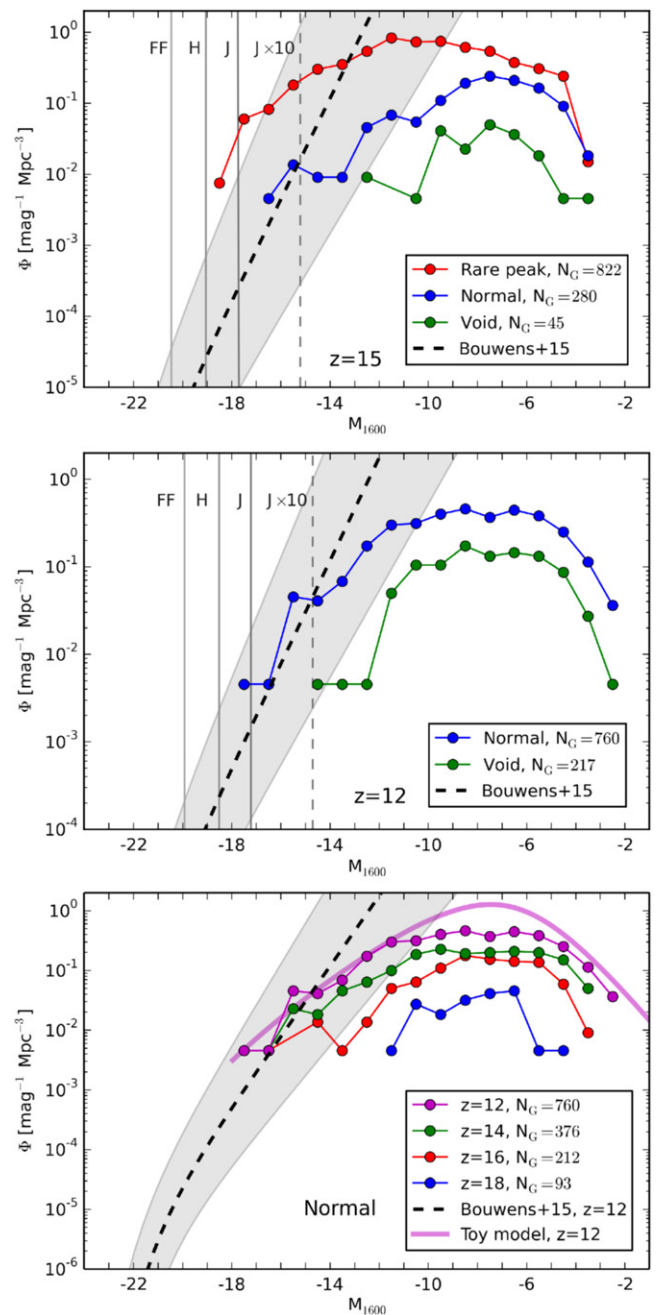 10⁰
10⁻¹
10⁻²
10⁻³
10⁻⁴
10⁻⁵
Φ [mag⁻¹ Mpc⁻³]
FF H J J×10
Rare peak, N_G=822
Normal, N_G=280
Void, N_G=45
Bouwens+15
z=15
-22 -18 -14 -10 -6 -2
M₁₆₀₀
10⁰
10⁻¹
10⁻²
10⁻³
10⁻⁴
Φ [mag⁻¹ Mpc⁻³]
FF H J J×10
Normal, N_G=760
Void, N_G=217
Bouwens+15
z=12
-22 -18 -14 -10 -6 -2
M₁₆₀₀
10⁰
10⁻¹
10⁻²
10⁻³
10⁻⁴
10⁻⁵
10⁻⁶
Φ [mag⁻¹ Mpc⁻³]
z=12, N_G=760
z=14, N_G=376
z=16, N_G=212
z=18, N_G=93
Bouwens+15, z=12
Toy model, z=12
Normal
-22 -18 -14 -10 -6 -2
M₁₆₀₀